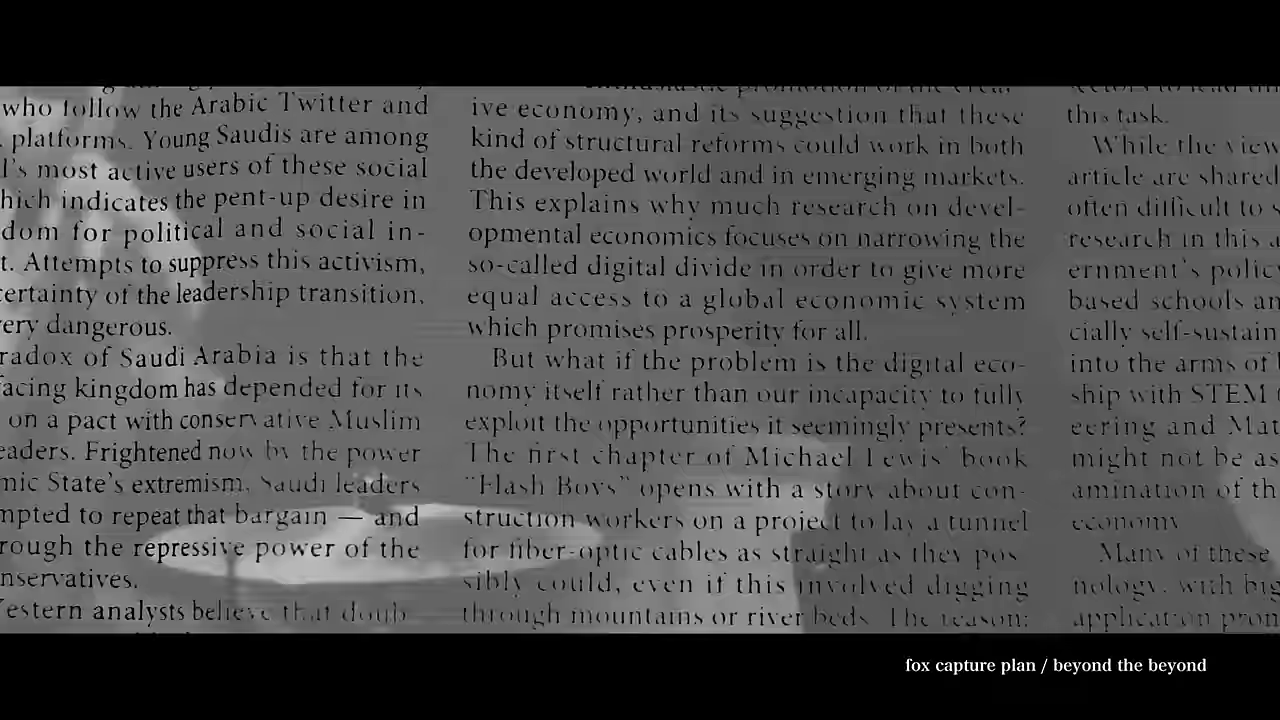 who follow the Arabic Twitter and
platforms. Young Saudis are among
l's most active users of these social
hich indicates the pent-up desire in
dom for political and social in-
t. Attempts to suppress this activism,
certainty of the leadership transition,
ery dangerous.
radox of Saudi Arabia is that the
facing kingdom has depended for its
on a pact with conservative Muslim
eaders. Frightened now by the power
mic State's extremism, Saudi leaders
mpted to repeat that bargain — and
rough the repressive power of the
nservatives.
estern analysts believe that doub-
enthusiastic promotion of the creat-
ive economy, and its suggestion that these
kind of structural reforms could work in both
the developed world and in emerging markets.
This explains why much research on devel-
opmental economics focuses on narrowing the
so-called digital divide in order to give more
equal access to a global economic system
which promises prosperity for all.
But what if the problem is the digital eco-
nomy itself rather than our incapacity to fully
exploit the opportunities it seemingly presents?
The first chapter of Michael Lewis' book
"Flash Boys" opens with a story about con-
struction workers on a project to lay a tunnel
for fiber-optic cables as straight as they pos-
sibly could, even if this involved digging
through mountains or river beds. The reason:
this task.
While the view
article are shared
often difficult to
research in this a
ernment's policy
based schools an
cially self-sustain
into the arms of
ship with STEM
eering and Mat
might not be as
amination of th
economy
Many of these
nology, with big
application prom
fox capture plan / beyond the beyond